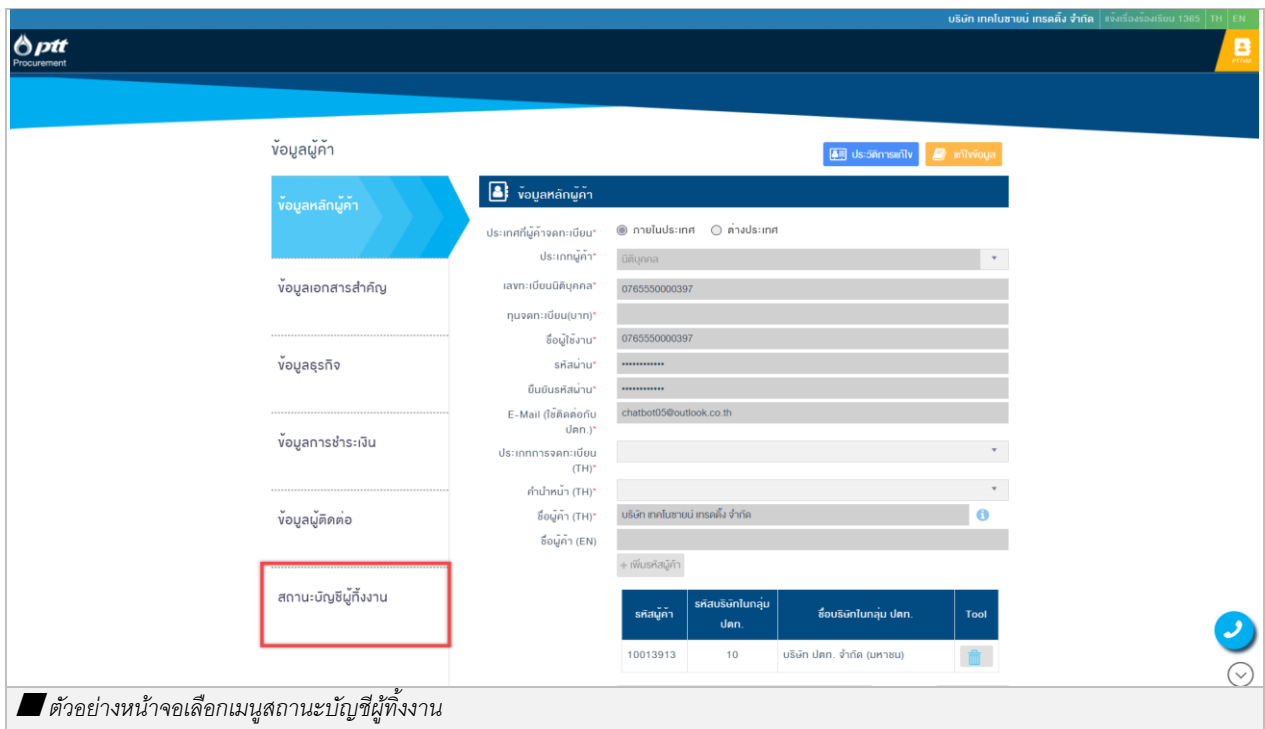 บริษัท เทคโนชายน์ เทรดดิ้ง จำกัด แจ้งเรื่องร้องเรียน 1365 TH EN
ptt
Procurement
PTTVM
ข้อมูลผู้ค้า
ประวัติการแก้ไข
แก้ไขข้อมูล
ข้อมูลหลักผู้ค้า
ข้อมูลเอกสารสำคัญ
ข้อมูลธุรกิจ
ข้อมูลการชำระเงิน
ข้อมูลผู้ติดต่อ
สถานะบัญชีผู้ทิ้งงาน
ข้อมูลหลักผู้ค้า
ประเทศที่ผู้ค้าจดทะเบียน* ภายในประเทศ ต่างประเทศ
ประเภทผู้ค้า* นิติบุคคล
เลขทะเบียนนิติบุคคล* 0765550000397
ทุนจดทะเบียน(บาท)*
ชื่อผู้ใช้งาน* 0765550000397
รหัสผ่าน* ••••••••••••
ยืนยันรหัสผ่าน* ••••••••••••
E-Mail (ใช้ติดต่อกับ chatbot05@outlook.co.th
ปตท.)*
ประเภทการจดทะเบียน
(TH)*
คำนำหน้า (TH)*
ชื่อผู้ค้า (TH)* บริษัท เทคโนชายน์ เทรดดิ้ง จำกัด
ชื่อผู้ค้า (EN)
+ เพิ่มรหัสผู้ค้า
รหัสผู้ค้า รหัสบริษัทในกลุ่ม ชื่อบริษัทในกลุ่ม ปตท. Tool
ปตท.
10013913 10 บริษัท ปตท. จำกัด (มหาชน)
ตัวอย่างหน้าจอเลือกเมนูสถานะบัญชีผู้ทิ้งงาน